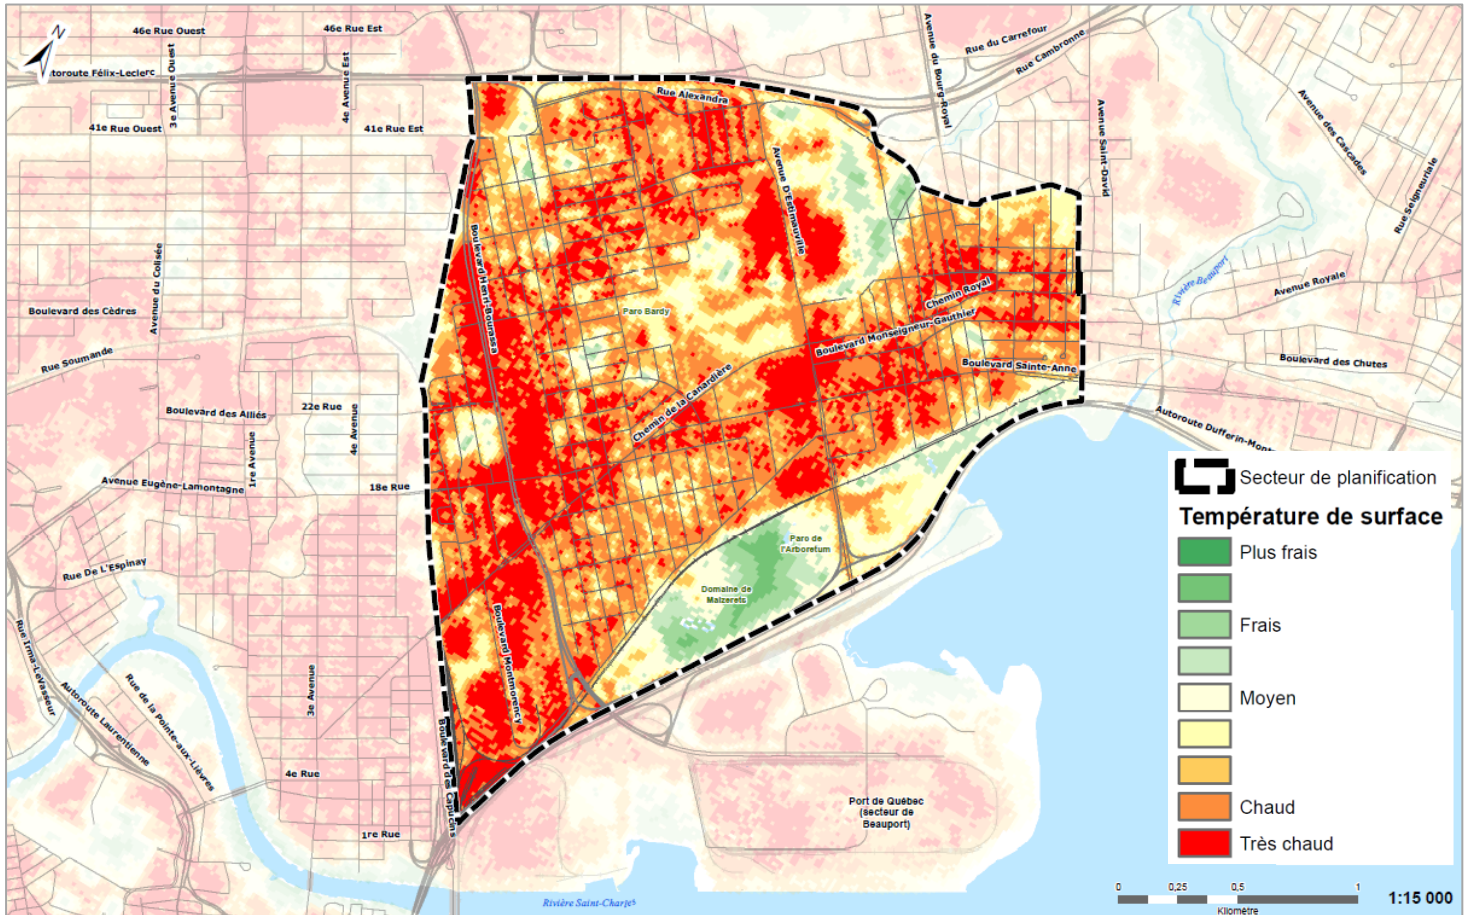 N
46e Rue Ouest
46e Rue Est
Autoroute Félix-Leclerc
3e Avenue Ouest
4e Avenue Est
41e Rue Ouest
41e Rue Est
Rue Alexandra
Avenue du Bourg-Royal
Rue du Carrefour
Rue Cambronne
Avenue Saint-David
Avenue des Cascades
Rue Seigneuriale
Avenue D'Estimauville
Boulevard Henri-Bourassa
Avenue du Colisée
Boulevard des Cèdres
Rue Soumande
Parc Bardy
Chemin Royal
Boulevard Monseigneur-Gauthier
Rivière Beauport
Avenue Royale
Boulevard des Chutes
Boulevard Sainte-Anne
Chemin de la Canardière
Boulevard des Alliés
22e Rue
4e Avenue
1re Avenue
Avenue Eugène-Lamontagne
18e Rue
Autoroute Dufferin-Mont
Rue De L'Espinay
Parc de
l'Arboretum
Domaine de
Maizerets
Boulevard Montmorency
Rue Irma-LeVasseur
Autoroute Laurentienne
Rue de la Pointe-aux-Lièvres
3e Avenue
4e Rue
1re Rue
Boulevard des Capucins
Port de Québec
(secteur de
Beauport)
Rivière Saint-Charles
Secteur de planification
Température de surface
Plus frais
Frais
Moyen
Chaud
Très chaud
0 0,25 0,5 1
Kilomètre
1:15 000